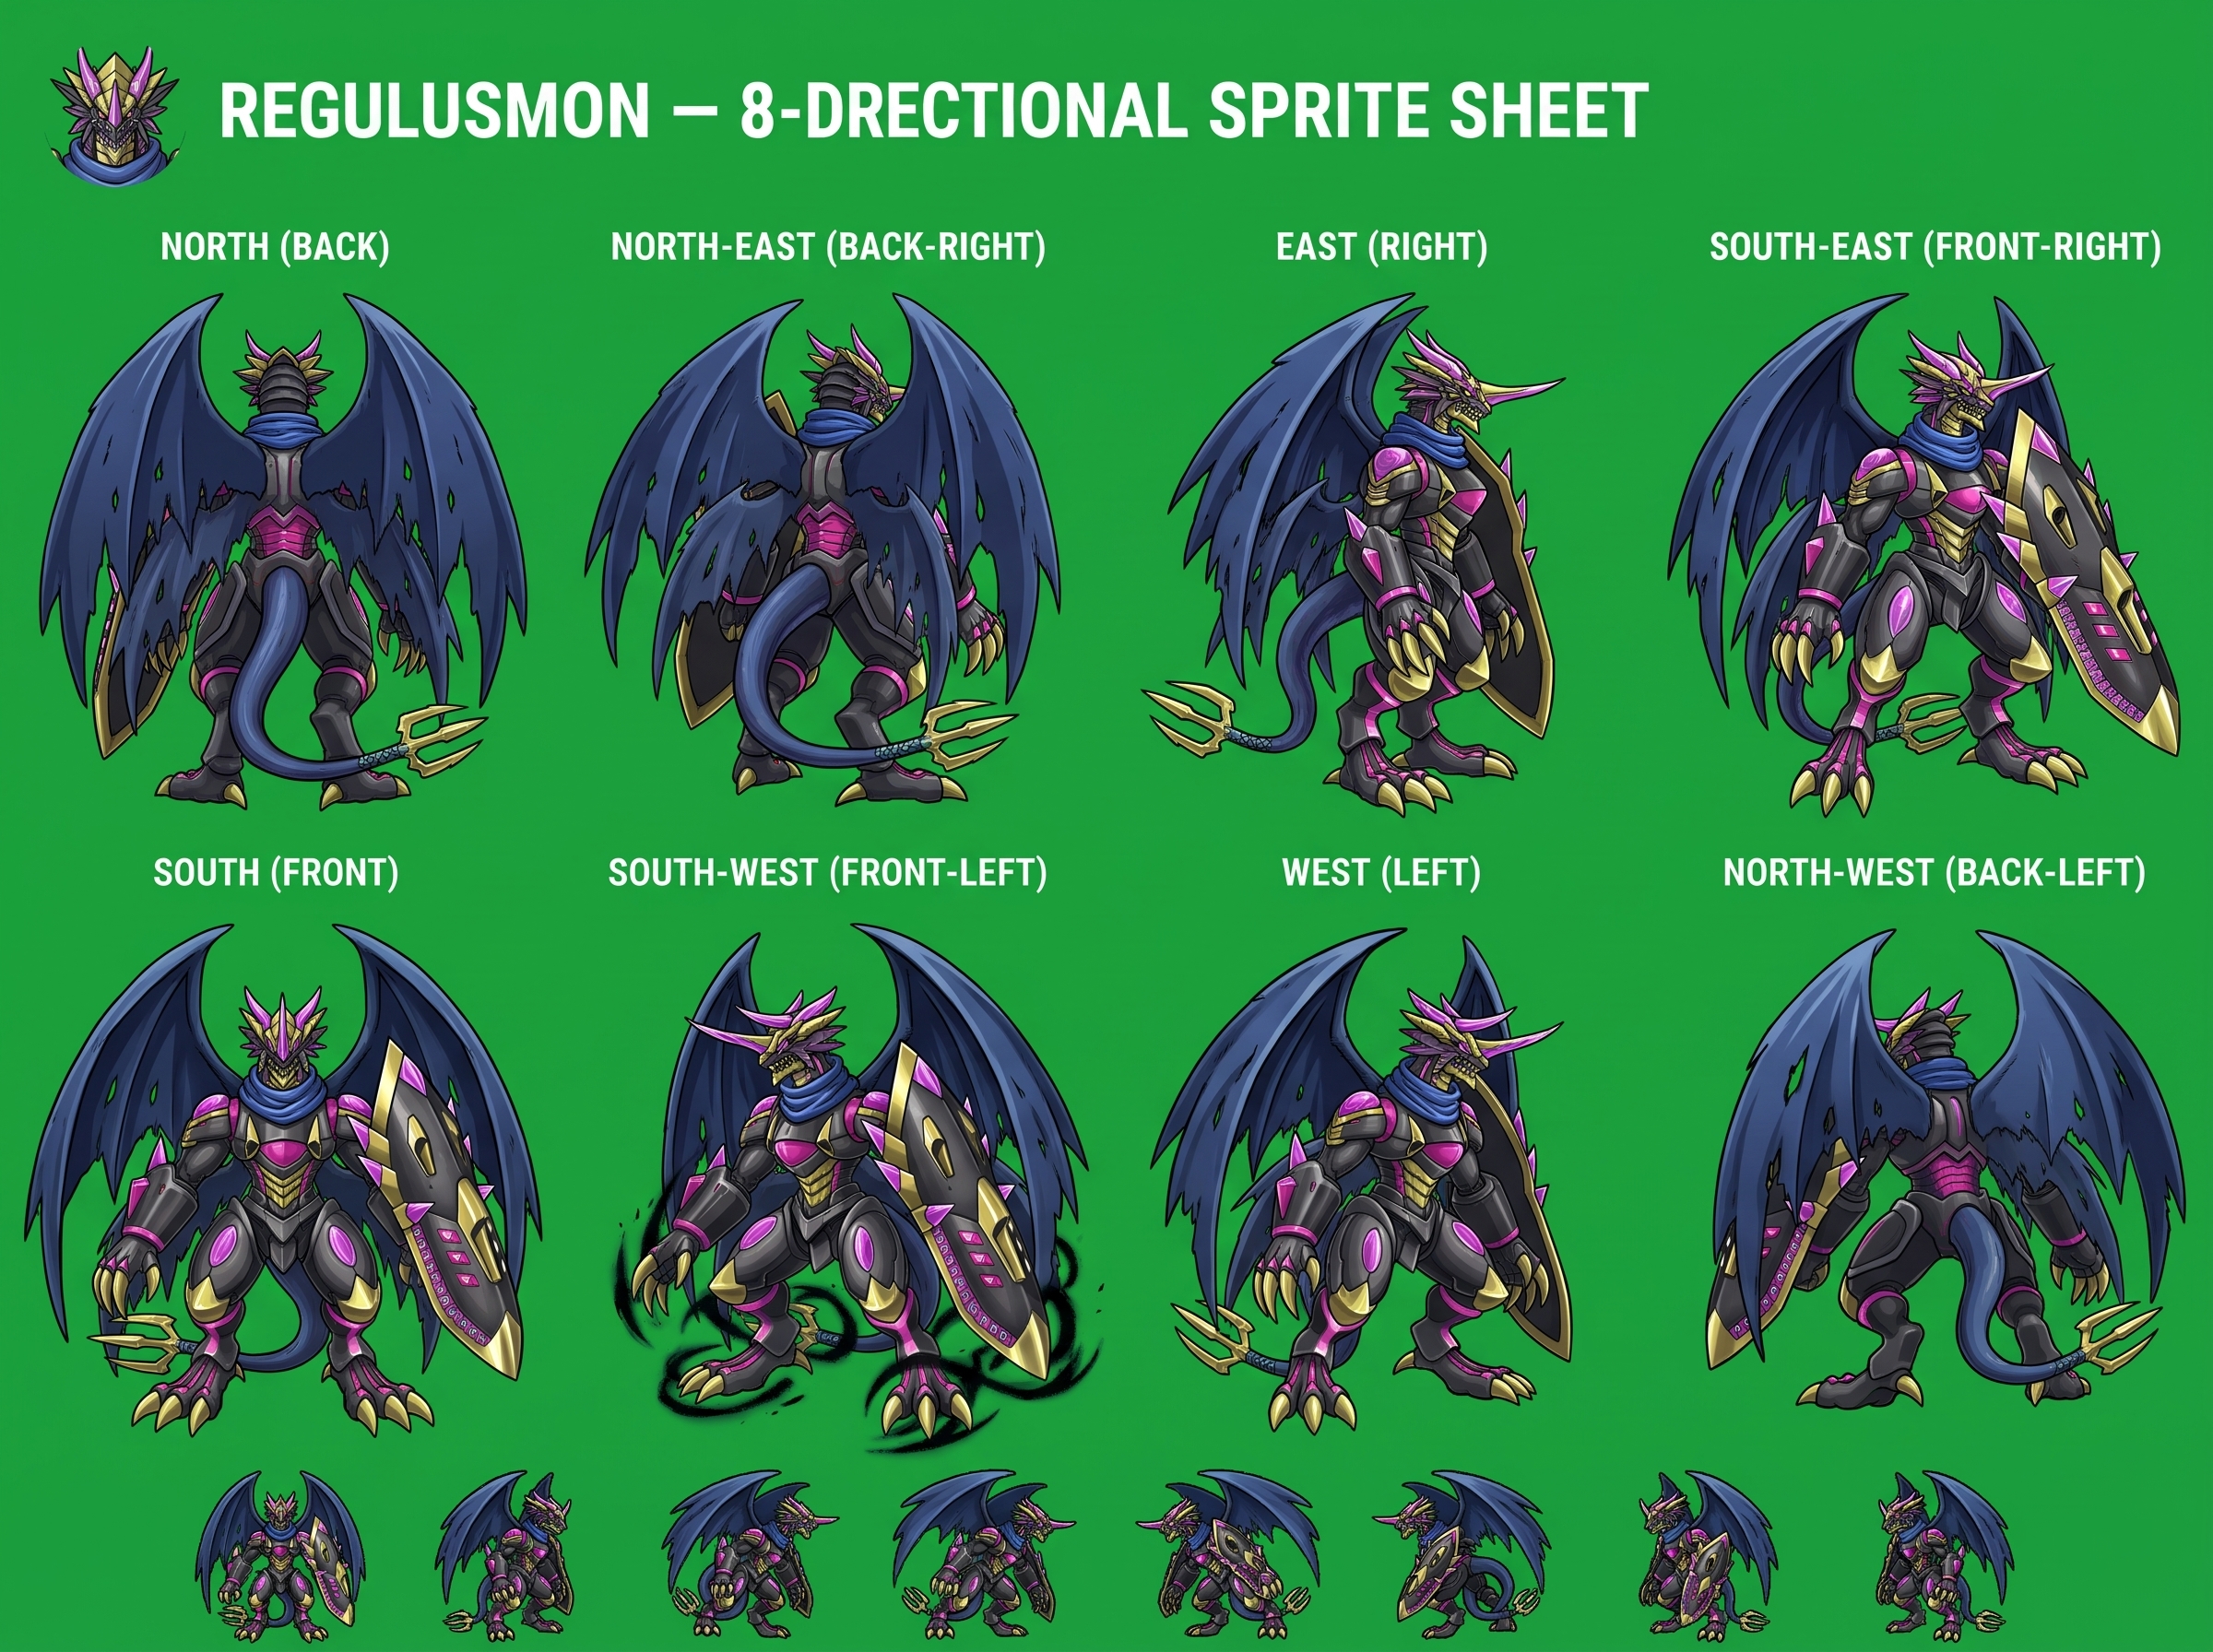 REGULUSMON — 8-DRECTIONAL SPRITE SHEET
NORTH (BACK)
NORTH-EAST (BACK-RIGHT)
EAST (RIGHT)
SOUTH-EAST (FRONT-RIGHT)
SOUTH (FRONT)
SOUTH-WEST (FRONT-LEFT)
WEST (LEFT)
NORTH-WEST (BACK-LEFT)